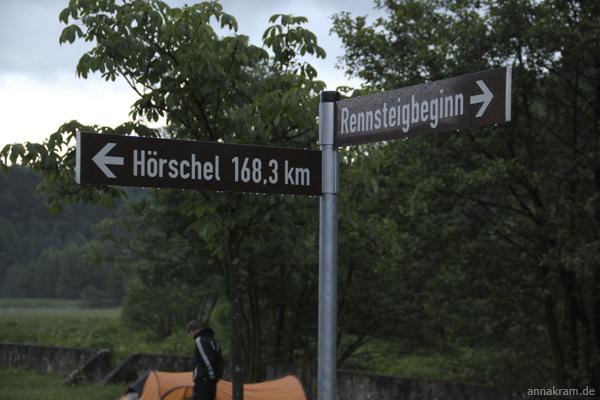 Rennsteigbeginn
Hörschel 168,3 km
annakram.de